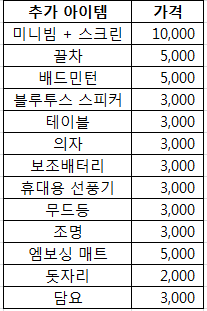 추가 아이템 가격
미니빔 + 스크린 10,000
끌차 5,000
배드민턴 5,000
블루투스 스피커 3,000
테이블 3,000
의자 3,000
보조배터리 3,000
휴대용 선풍기 3,000
무드등 3,000
조명 3,000
엠보싱 매트 5,000
돗자리 2,000
담요 3,000